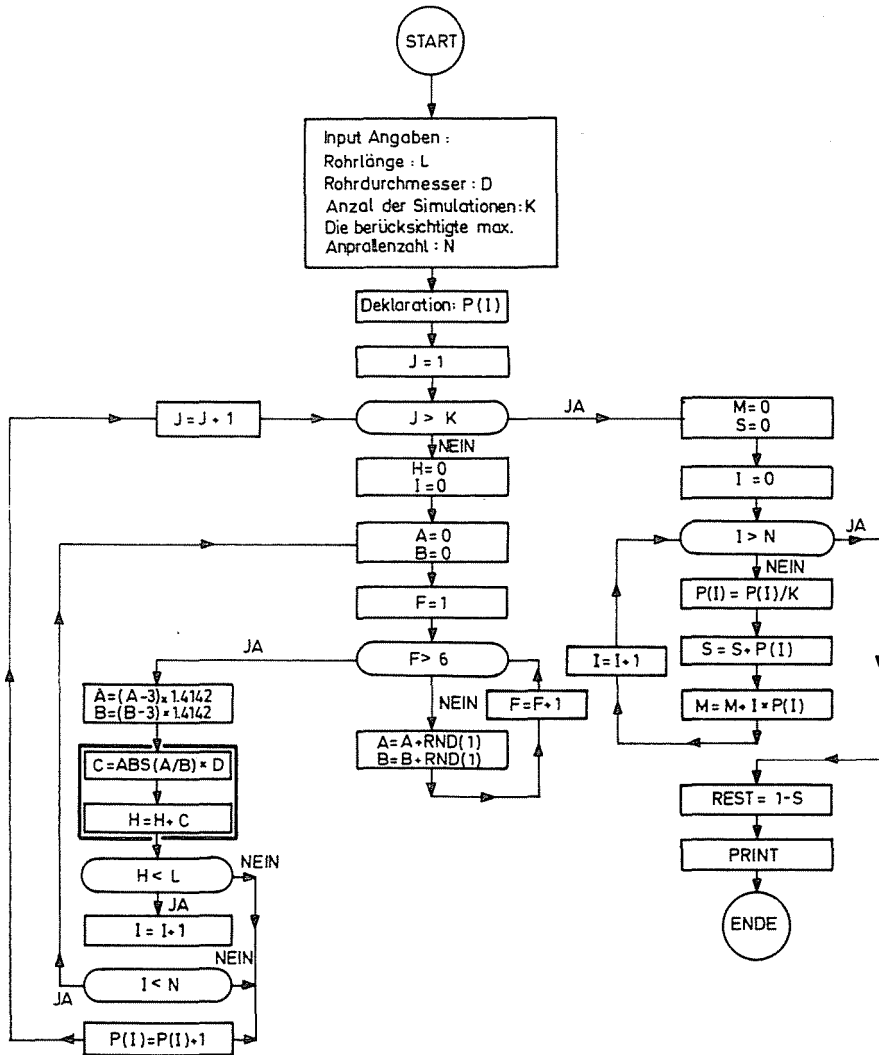 START
Input Angaben :
Rohrlänge : L
Rohrdurchmesser : D
Anzal der Simulationen: K
Die berücksichtigte max.
Anprallenzahl : N
Deklaration: P(I)
J = 1
J = J + 1
J > K
JA
NEIN
H=0
I=0
A=0
B=0
F=1
F> 6
JA
NEIN
F=F+1
A=A+RND(1)
B=B+RND(1)
A=(A-3)×1.4142
B=(B-3)×1.4142
C=ABS(A/B)×D
H=H+C
H < L
NEIN
JA
I = I+1
I < N
NEIN
JA
P(I)=P(I)+1
M=0
S=0
I = 0
I > N
JA
NEIN
P(I) = P(I)/K
I=I+1
S = S+P(I)
M=M+I×P(I)
REST = 1-S
PRINT
ENDE